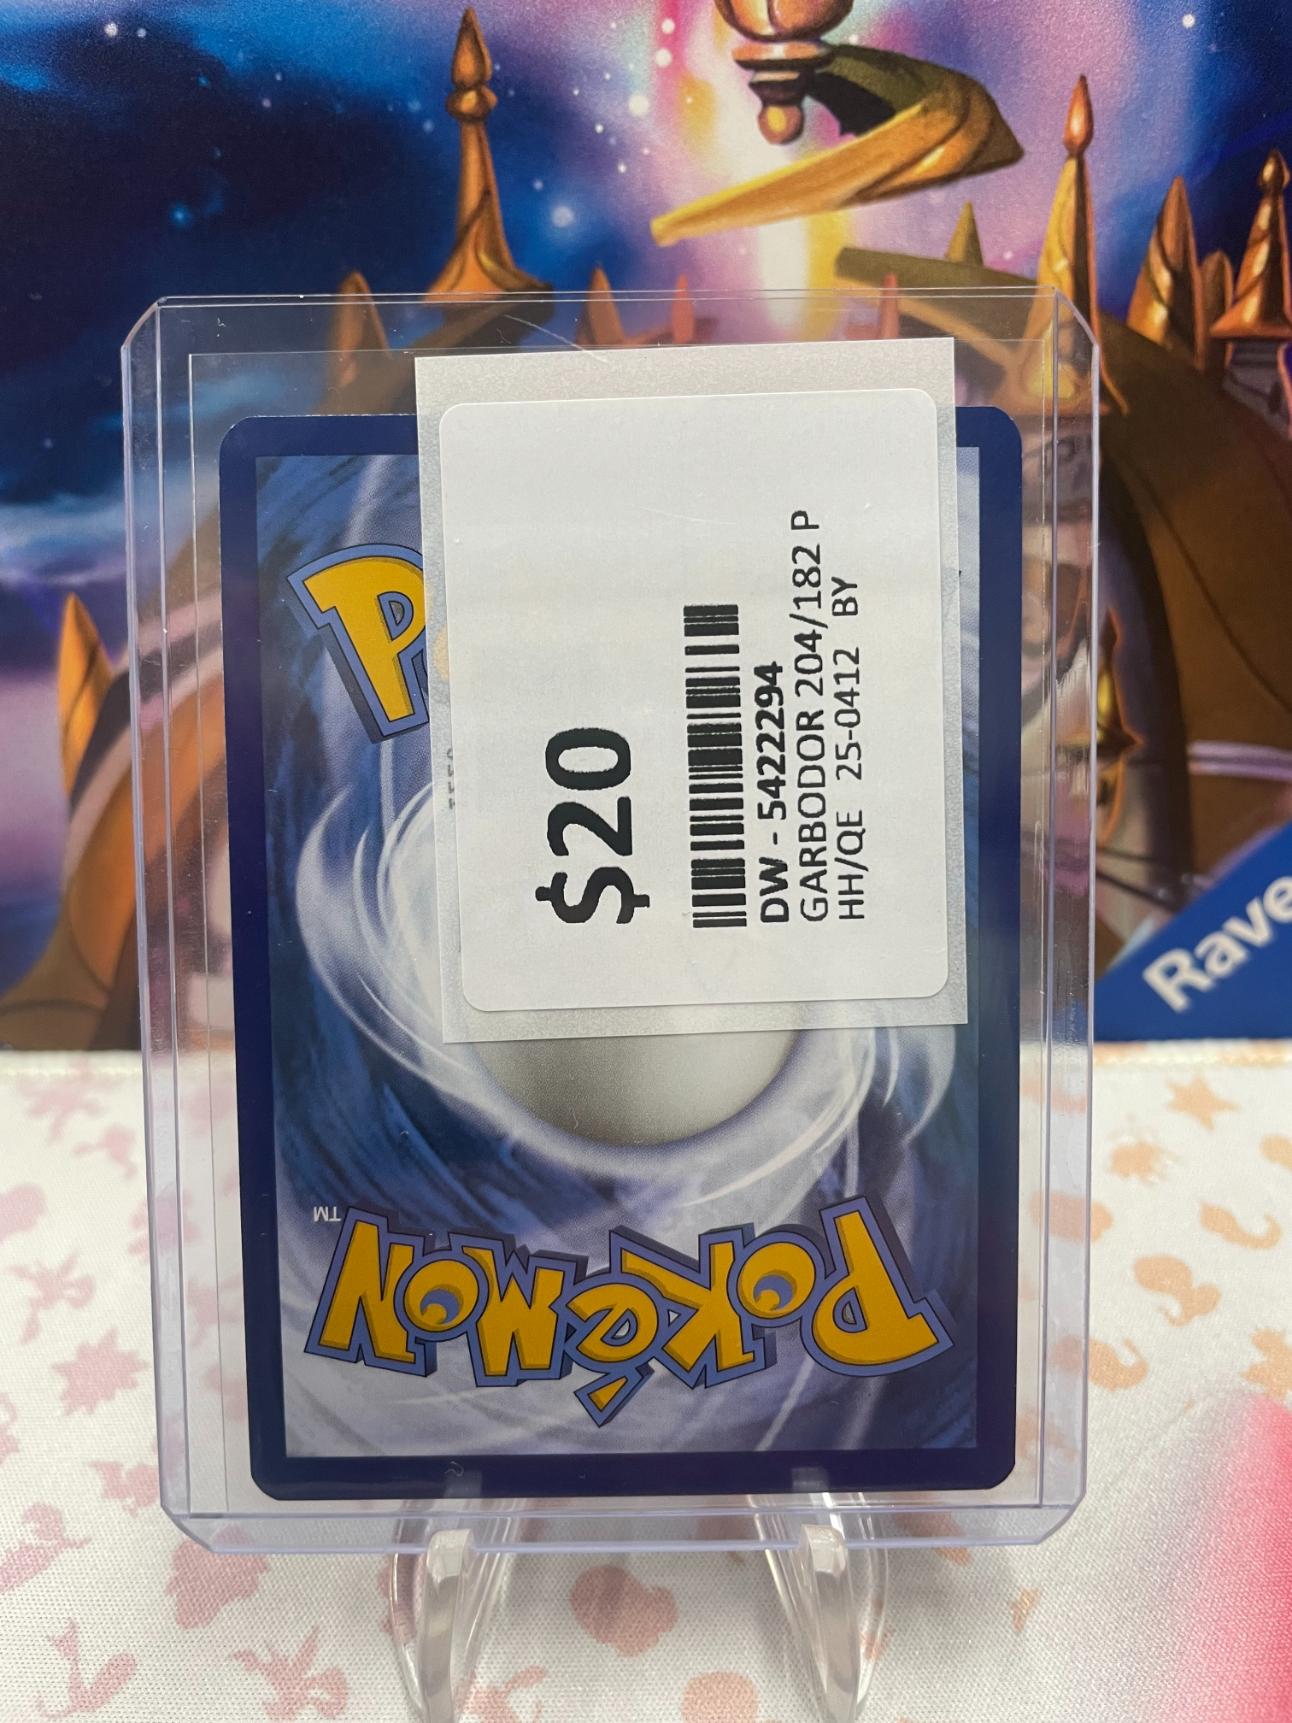 $20
DW - 5422294
GARBODOR 204/182 P
HH/QE 25-0412 BY
P
POKéMON
TM
Rave